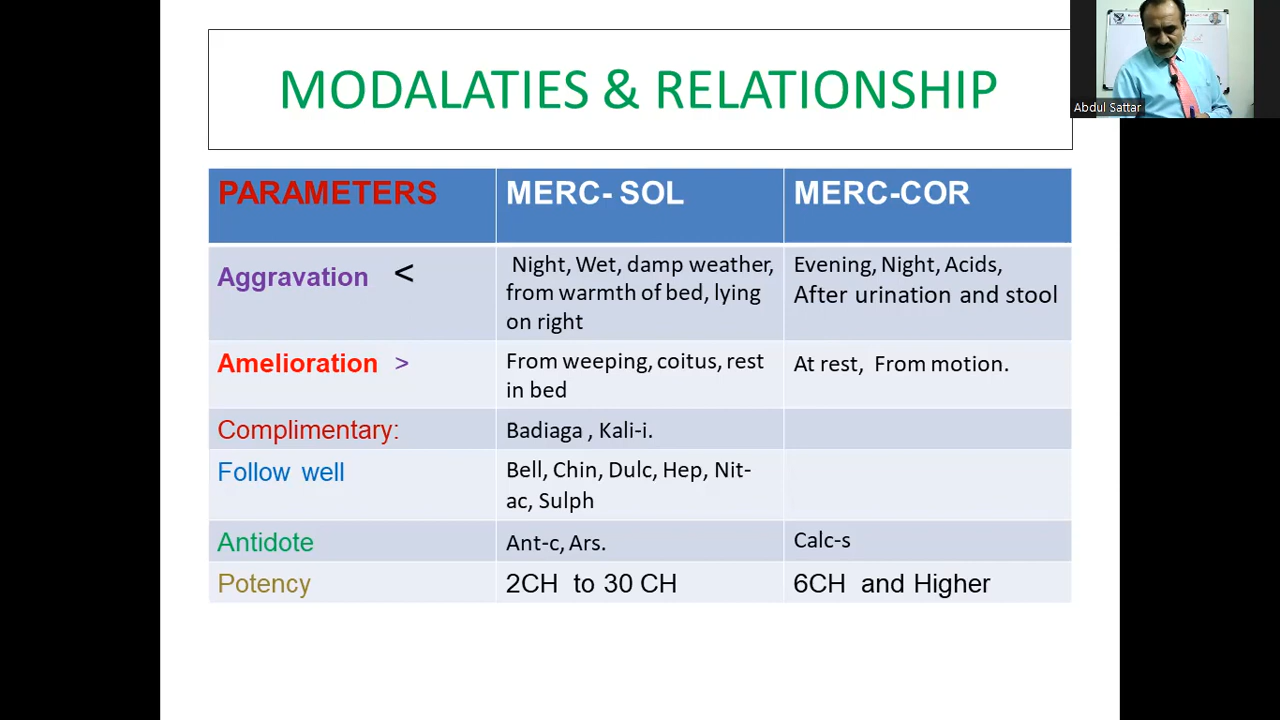 MODALATIES & RELATIONSHIP
Abdul Sattar
PARAMETERS MERC- SOL MERC-COR
Aggravation < Night, Wet, damp weather, from warmth of bed, lying on right Evening, Night, Acids, After urination and stool
Amelioration > From weeping, coitus, rest in bed At rest, From motion.
Complimentary: Badiaga , Kali-i.
Follow well Bell, Chin, Dulc, Hep, Nit-ac, Sulph
Antidote Ant-c, Ars. Calc-s
Potency 2CH to 30 CH 6CH and Higher